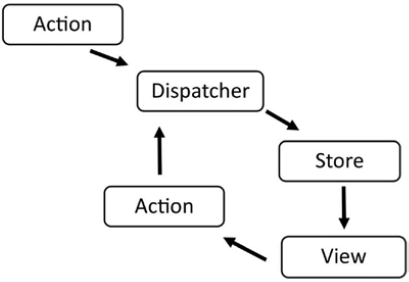 Action
Dispatcher
Store
Action
View